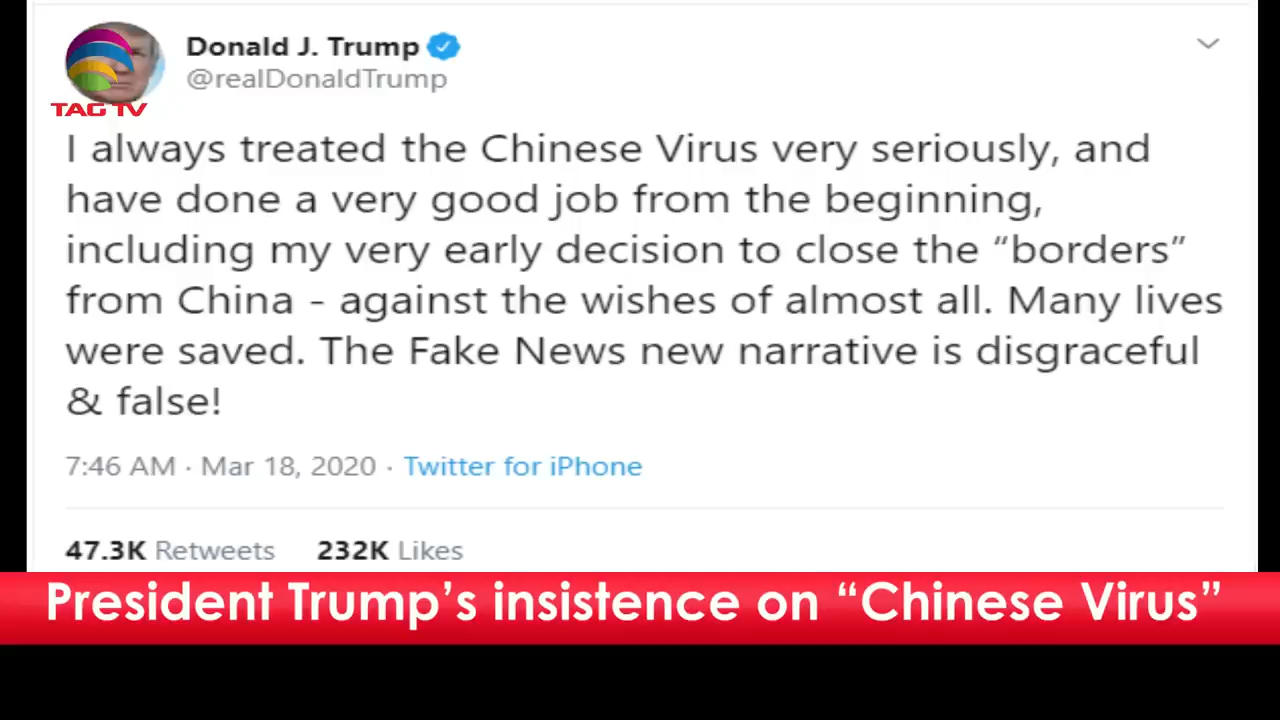 Donald J. Trump
@realDonaldTrump
TAG TV
I always treated the Chinese Virus very seriously, and
have done a very good job from the beginning,
including my very early decision to close the “borders”
from China - against the wishes of almost all. Many lives
were saved. The Fake News new narrative is disgraceful
& false!
7:46 AM · Mar 18, 2020 · Twitter for iPhone
47.3K Retweets 232K Likes
President Trump’s insistence on “Chinese Virus”